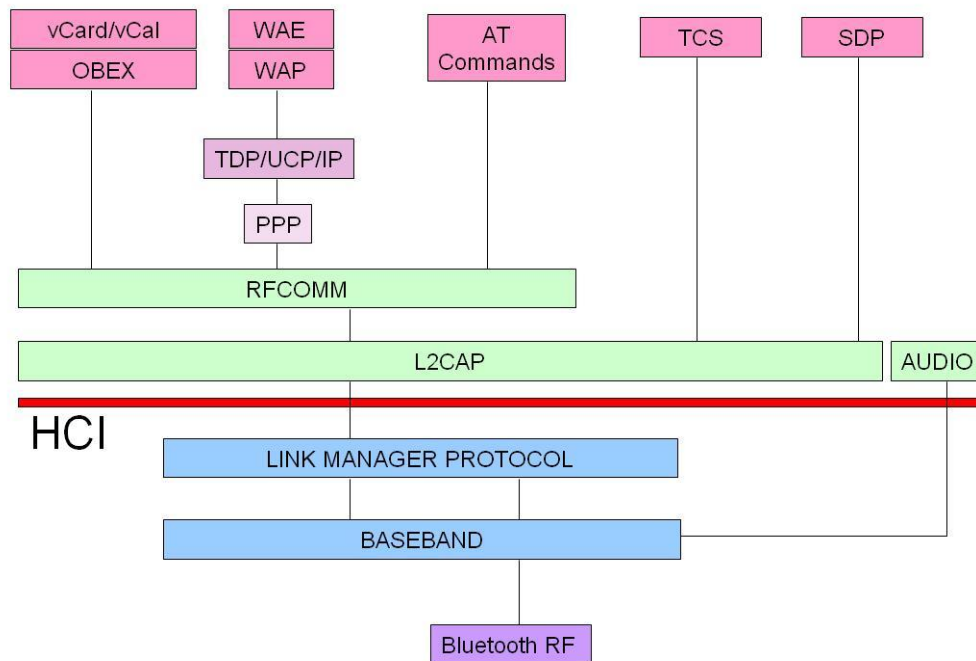 vCard/vCal
OBEX
WAE
WAP
AT
Commands
TCS
SDP
TDP/UCP/IP
PPP
RFCOMM
L2CAP
AUDIO
HCI
LINK MANAGER PROTOCOL
BASEBAND
Bluetooth RF